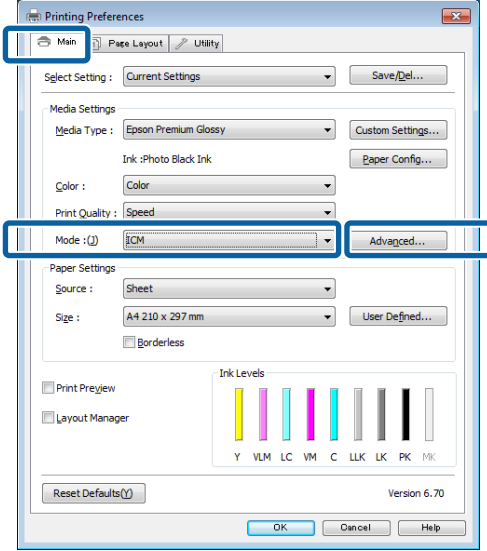 Printing Preferences
Main Page Layout Utility
Select Setting : Current Settings Save/Del...
Media Settings
Media Type : Epson Premium Glossy Custom Settings...
Ink :Photo Black Ink Paper Config...
Color : Color
Print Quality : Speed
Mode :(J) ICM Advanced...
Paper Settings
Source : Sheet
Size : A4 210 x 297 mm User Defined...
Borderless
Print Preview
Layout Manager
Ink Levels
Y VLM LC VM C LLK LK PK MK
Reset Defaults(Y) Version 6.70
OK Cancel Help